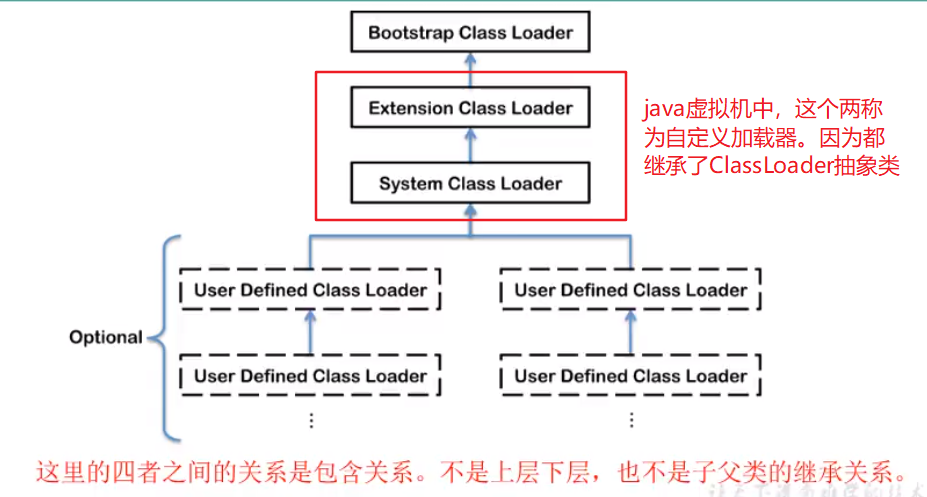 Bootstrap Class Loader
Extension Class Loader
System Class Loader
java虚拟机中，这个两称
为自定义加载器。因为都
继承了ClassLoader抽象类
User Defined Class Loader
User Defined Class Loader
Optional
User Defined Class Loader
User Defined Class Loader
⋮
⋮
这里的四者之间的关系是包含关系。不是上层下层，也不是子父类的继承关系。